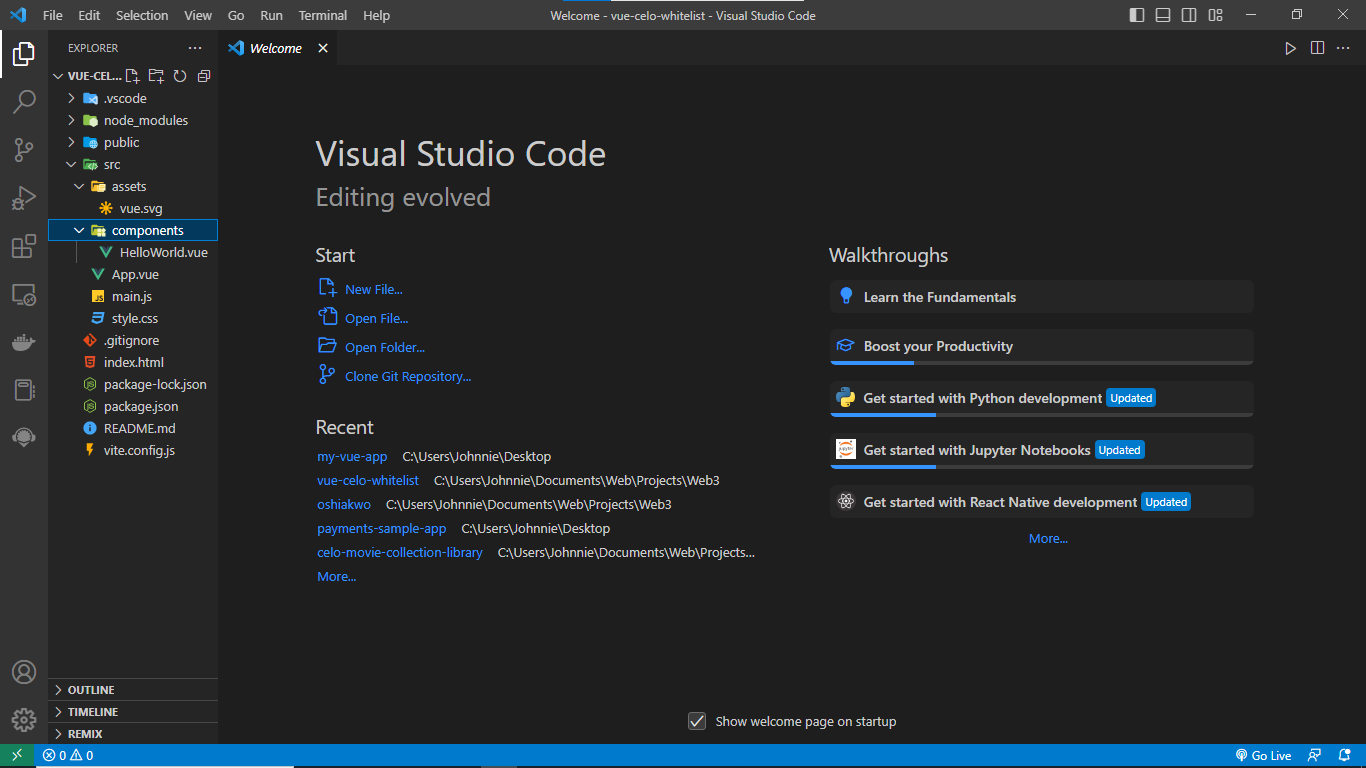 File Edit Selection View Go Run Terminal Help
Welcome - vue-celo-whitelist - Visual Studio Code
EXPLORER
VUE-CEL...
.vscode
node_modules
public
src
assets
vue.svg
components
HelloWorld.vue
App.vue
JS main.js
style.css
.gitignore
index.html
package-lock.json
package.json
README.md
vite.config.js
OUTLINE
TIMELINE
REMIX
Welcome
Visual Studio Code
Editing evolved
Start
New File...
Open File...
Open Folder...
Clone Git Repository...
Recent
my-vue-app C:\Users\Johnnie\Desktop
vue-celo-whitelist C:\Users\Johnnie\Documents\Web\Projects\Web3
oshiakwo C:\Users\Johnnie\Documents\Web\Projects\Web3
payments-sample-app C:\Users\Johnnie\Desktop
celo-movie-collection-library C:\Users\Johnnie\Documents\Web\Projects...
More...
Walkthroughs
Learn the Fundamentals
Boost your Productivity
Get started with Python development Updated
Get started with Jupyter Notebooks Updated
Get started with React Native development Updated
More...
Show welcome page on startup
0 0
Go Live